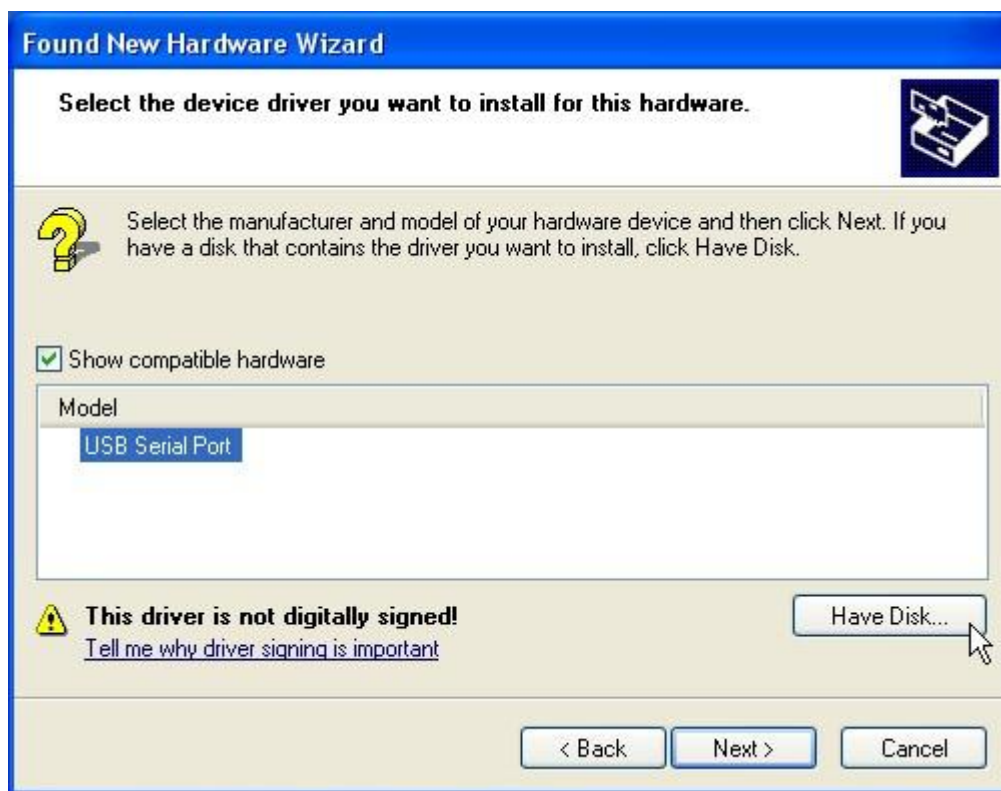 Found New Hardware Wizard
Select the device driver you want to install for this hardware.
Select the manufacturer and model of your hardware device and then click Next. If you
have a disk that contains the driver you want to install, click Have Disk.
Show compatible hardware
Model
USB Serial Port
This driver is not digitally signed!
Have Disk...
Tell me why driver signing is important
< Back Next > Cancel